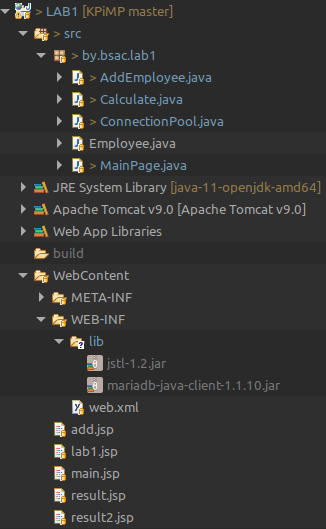 > LAB1 [KPiMP master]
> src
> by.bsac.lab1
> AddEmployee.java
> Calculate.java
> ConnectionPool.java
Employee.java
> MainPage.java
JRE System Library [java-11-openjdk-amd64]
Apache Tomcat v9.0 [Apache Tomcat v9.0]
Web App Libraries
build
WebContent
META-INF
WEB-INF
lib
jstl-1.2.jar
mariadb-java-client-1.1.10.jar
web.xml
add.jsp
lab1.jsp
main.jsp
result.jsp
result2.jsp